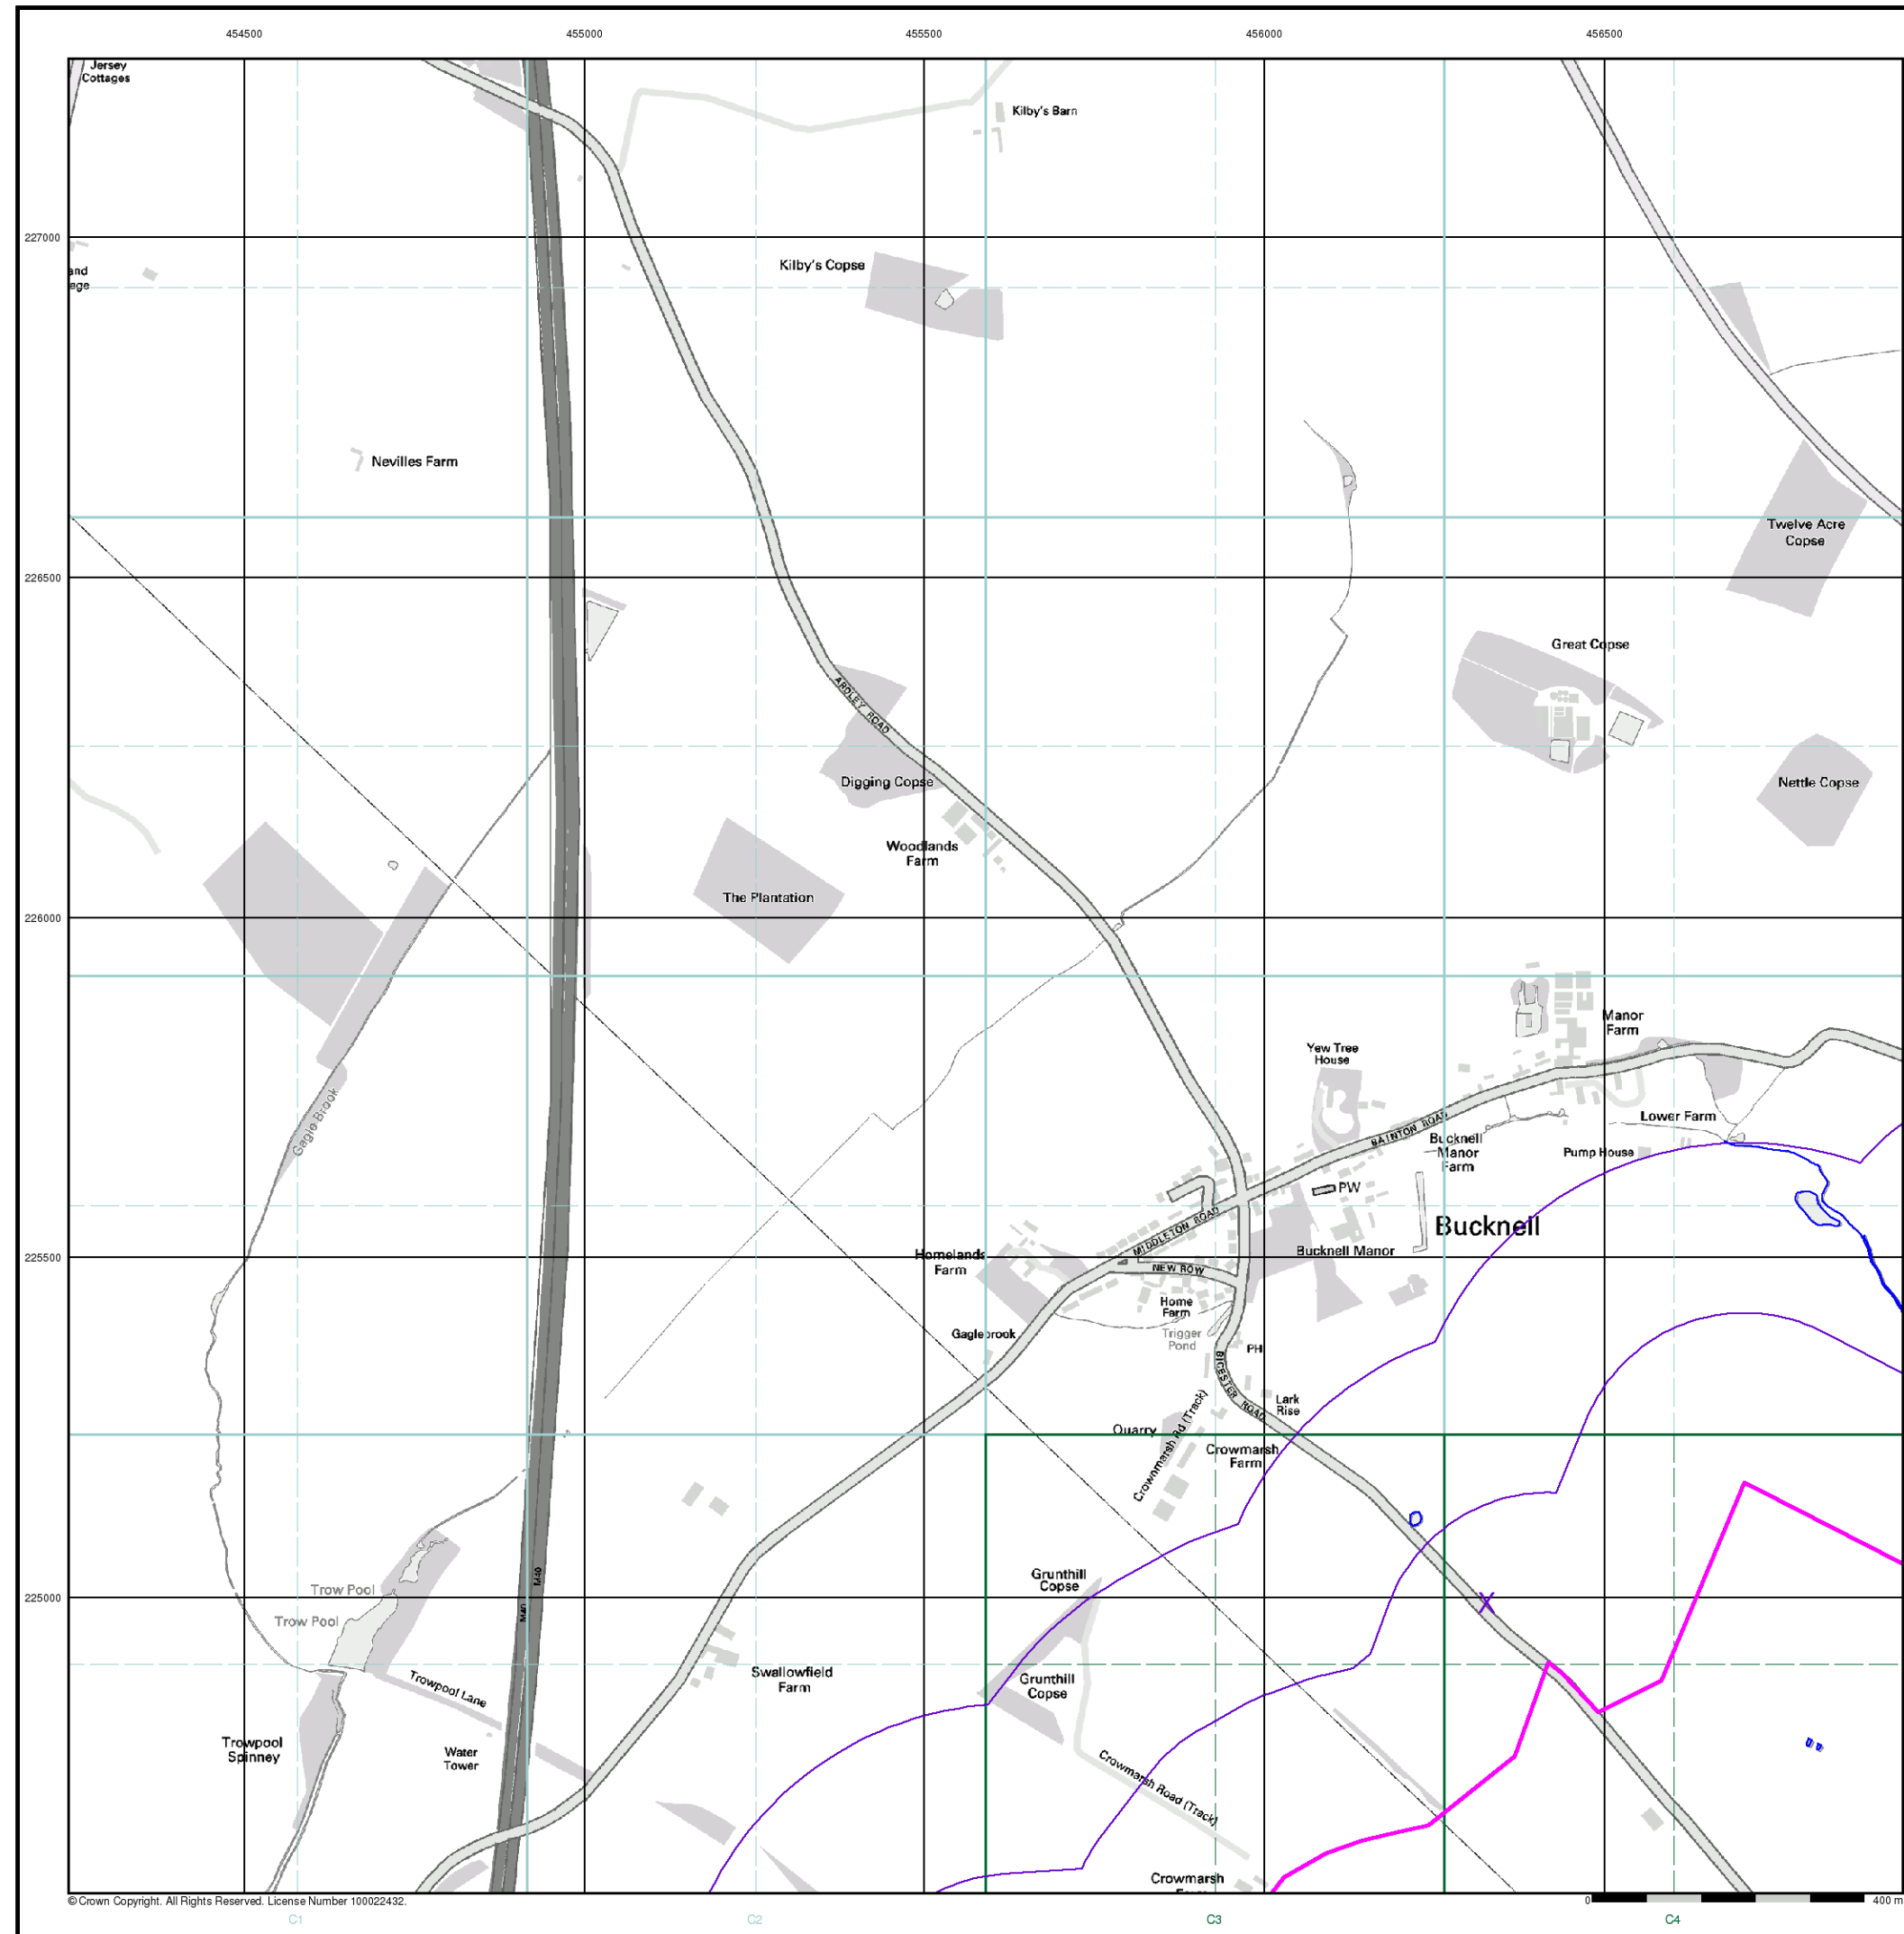 454500
455000
455500
456000
456500
Jersey
Cottages
Kilby's Barn
227000
and
ege
Kilby's Copse
Nevilles Farm
Twelve Acre
Copse
226500
Great Copse
ARDLEY ROAD
Digging Copse
Nettle Copse
Woodlands
Farm
The Plantation
226000
Manor
Farm
Yew Tree
House
Gagle Brook
Lower Farm
BAINTON ROAD
Bucknell
Manor
Farm
Pump House
PW
MIDDLETON ROAD
Bucknell
Bucknell Manor
225500
Homelands
Farm
NEW ROW
Home
Farm
Gaglebrook
Trigger
Pond
PH
BICESTER ROAD
Lark
Rise
Quarry
Crownmarsh Rd (Track)
Crowmarsh
Farm
Grunthill
Copse
Trow Pool
M40
M40
225000
X
Trow Pool
Swallowfield
Farm
Grunthill
Copse
Trowpool Lane
Trowpool
Spinney
Water
Tower
Crowmarsh Road (Track)
Crowmarsh
© Crown Copyright. All Rights Reserved. License Number 100022432.
0
400 m
C1
C2
C3
C4